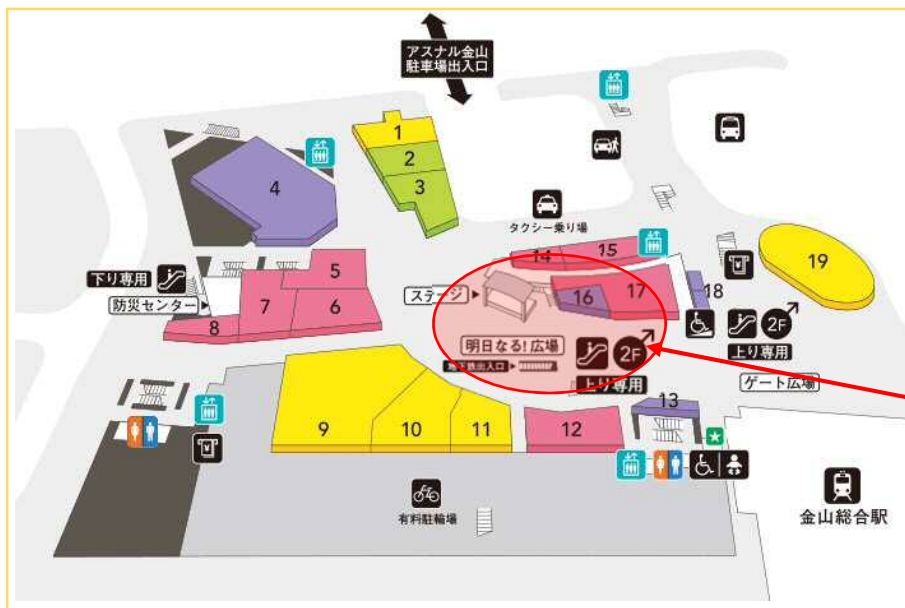 アスナル金山
駐車場出入口
1
2
3
4
タクシー乗り場
5
6
7
8
下り専用
防災センター
14
15
16
17
18
19
ステージ
明日なる!広場
地下鉄出入口
2F
上り専用
2F
上り専用
ゲート広場
9
10
11
12
13
有料駐輪場
金山総合駅